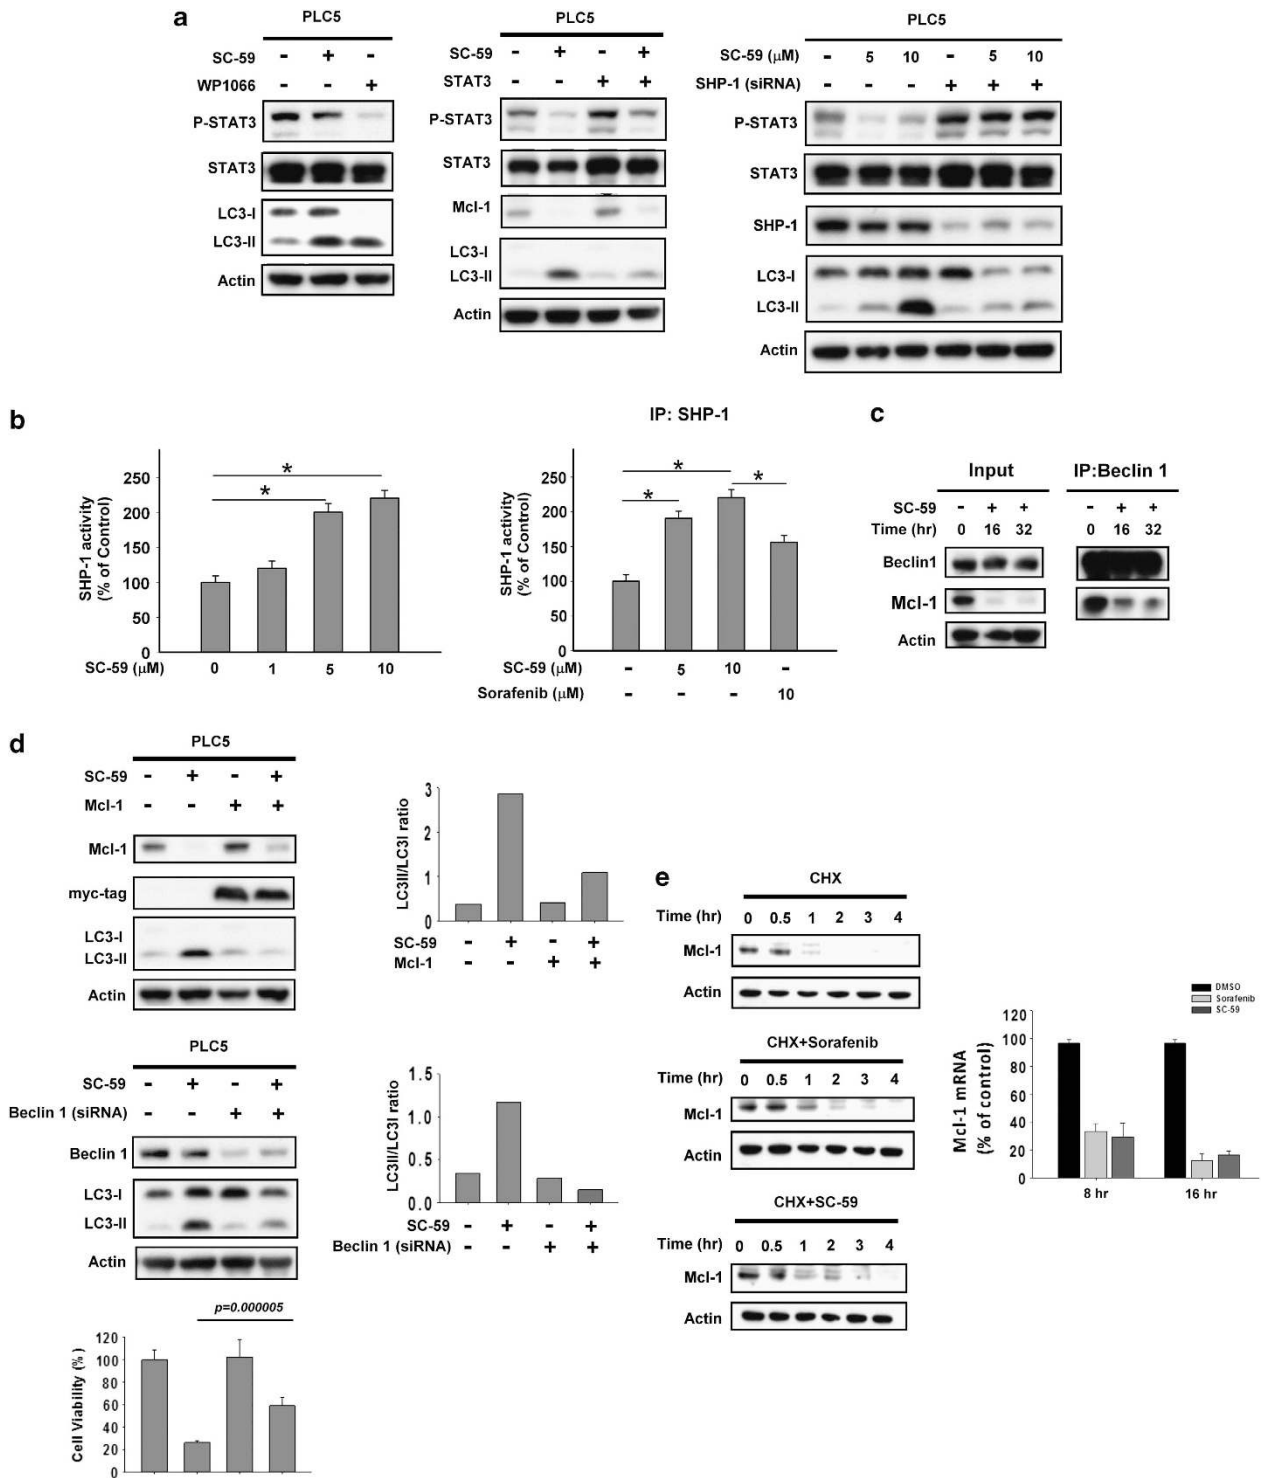 a
PLC5
SC-59 - + -
WP1066 - - +
P-STAT3
STAT3
LC3-I
LC3-II
Actin
PLC5
SC-59 - + - +
STAT3 - - + +
P-STAT3
STAT3
Mcl-1
LC3-I
LC3-II
Actin
PLC5
SC-59 (μM) - 5 10 - 5 10
SHP-1 (siRNA) - - - + + +
P-STAT3
STAT3
SHP-1
LC3-I
LC3-II
Actin
b
SHP-1 activity
(% of Control)
250
200
150
100
50
0
* *
SC-59 (μM) 0 1 5 10
IP: SHP-1
SHP-1 activity
(% of Control)
250
200
150
100
50
0
* * *
SC-59 (μM) - 5 10 -
Sorafenib (μM) - - - 10
c
Input
SC-59 - + +
Time (hr) 0 16 32
Beclin1
Mcl-1
Actin
IP:Beclin 1
- + +
0 16 32
d
PLC5
SC-59 - + - +
Mcl-1 - - + +
Mcl-1
myc-tag
LC3-I
LC3-II
Actin
LC3II/LC3I ratio
3
2
1
0
SC-59 - + - +
Mcl-1 - - + +
PLC5
SC-59 - + - +
Beclin 1 (siRNA) - - + +
Beclin 1
LC3-I
LC3-II
Actin
LC3II/LC3I ratio
1.5
1.0
0.5
0.0
SC-59 - + - +
Beclin 1 (siRNA) - - + +
p=0.000005
Cell Viability (%)
120
100
80
60
40
20
0
e
CHX
Time (hr) 0 0.5 1 2 3 4
Mcl-1
Actin
CHX+Sorafenib
Time (hr) 0 0.5 1 2 3 4
Mcl-1
Actin
CHX+SC-59
Time (hr) 0 0.5 1 2 3 4
Mcl-1
Actin
DMSO
Sorafenib
SC-59
Mcl-1 mRNA
(% of control)
120
100
80
60
40
20
0
8 hr 16 hr